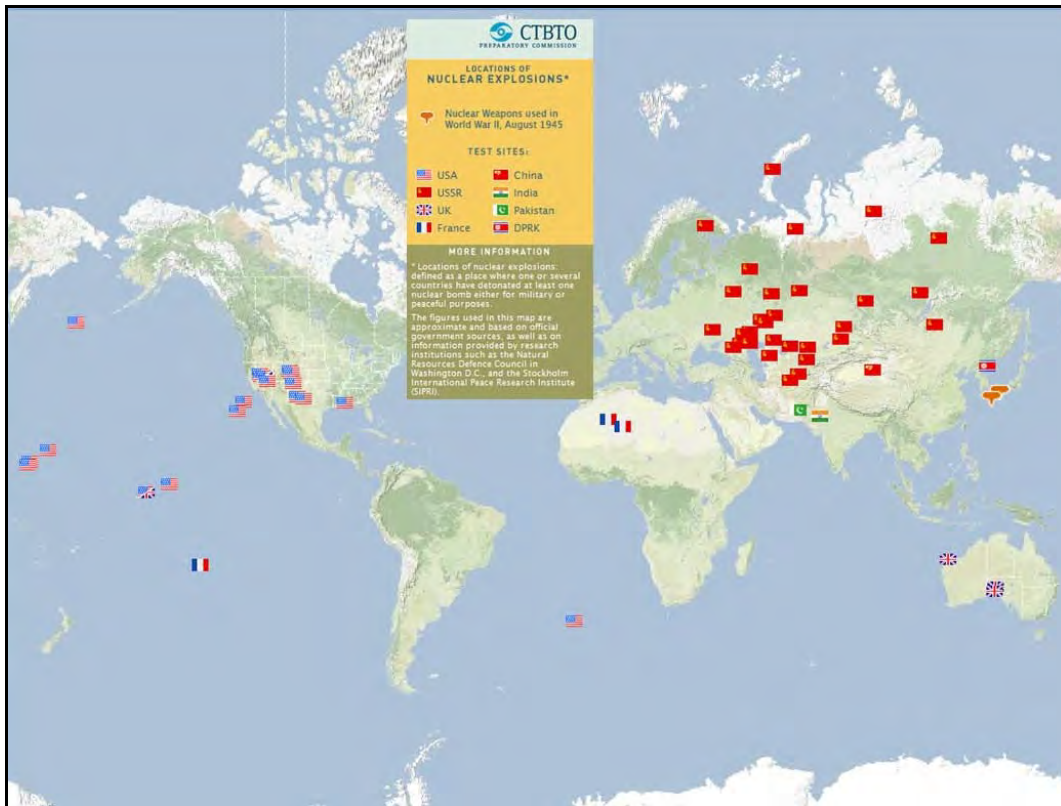 CTBTO
PREPARATORY COMMISSION
LOCATIONS OF
NUCLEAR EXPLOSIONS*
Nuclear Weapons used in
World War II, August 1945
TEST SITES:
USA
China
USSR
India
UK
Pakistan
France
DPRK
MORE INFORMATION
* Locations of nuclear explosions:
defined as a place where one or several
countries have detonated at least one
nuclear bomb either for military or
peaceful purposes.
The figures used in this map are
approximate and based on official
government sources, as well as on
information provided by research
institutions such as the Natural
Resources Defence Council in
Washington D.C., and the Stockholm
International Peace Research Institute
(SIPRI).